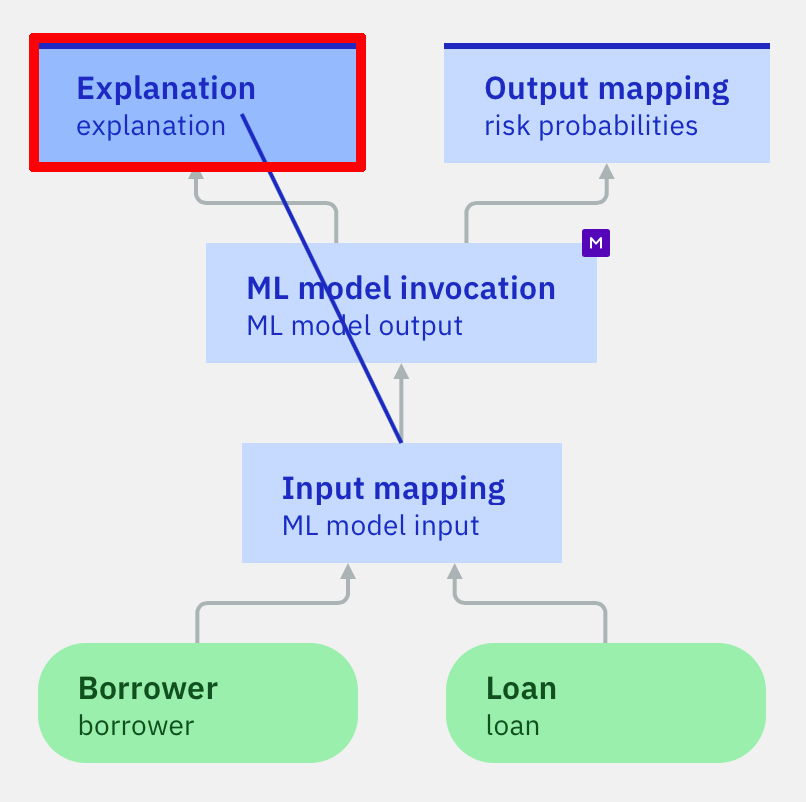 Explanation
explanation
Output mapping
risk probabilities
M
ML model invocation
ML model output
Input mapping
ML model input
Borrower
borrower
Loan
loan